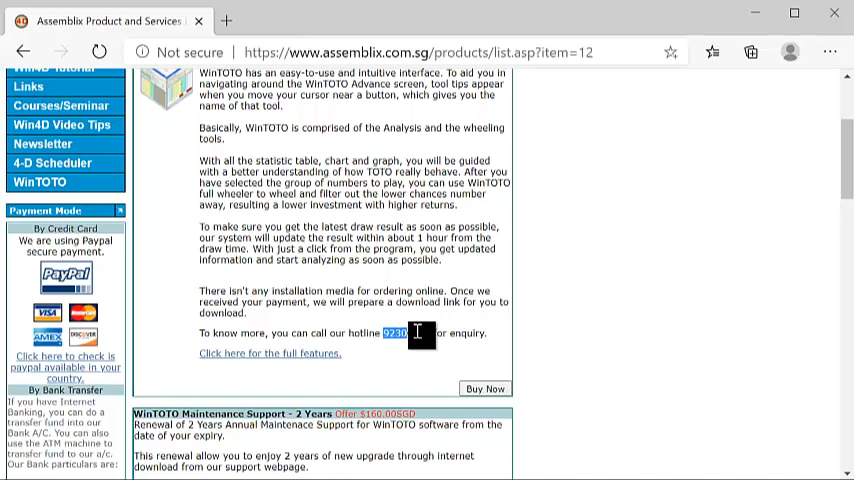 4D Assemblix Product and Services
Not secure https://www.assemblix.com.sg/products/list.asp?item=12
Win4D Tutorial
Links
Courses/Seminar
Win4D Video Tips
Newsletter
4-D Scheduler
WinTOTO
Payment Mode
By Credit Card
We are using Paypal
secure payment.
PayPal
VISA MasterCard
AMEX DISCOVER
Click here to check is
paypal available in your
country.
By Bank Transfer
If you have Internet
Banking, you can do a
transfer fund into our
Bank A/C. You can also
use the ATM machine to
transfer fund to our a/c.
Our Bank particulars are:
WinTOTO has an easy-to-use and intuitive interface. To aid you in
navigating around the WinTOTO Advance screen, tool tips appear
when you move your cursor near a button, which gives you the
name of that tool.
Basically, WinTOTO is comprised of the Analysis and the wheeling
tools.
With all the statistic table, chart and graph, you will be guided
with a better understanding of how TOTO really behave. After you
have selected the group of numbers to play, you can use WinTOTO
full wheeler to wheel and filter out the lower chances number
away, resulting a lower investment with higher returns.
To make sure you get the latest draw result as soon as possible,
our system will update the result within about 1 hour from the
draw time. With just a click from the program, you get updated
information and start analyzing as soon as possible.
There isn't any installation media for ordering online. Once we
received your payment, we will prepare a download link for you to
download.
To know more, you can call our hotline 9230 or enquiry.
Click here for the full features.
Buy Now
WinTOTO Maintenance Support - 2 Years Offer $160.00SGD
Renewal of 2 Years Annual Maintenace Support for WinTOTO software from the
date of your expiry.
This renewal allow you to enjoy 2 years of new upgrade through internet
download from our support webpage.